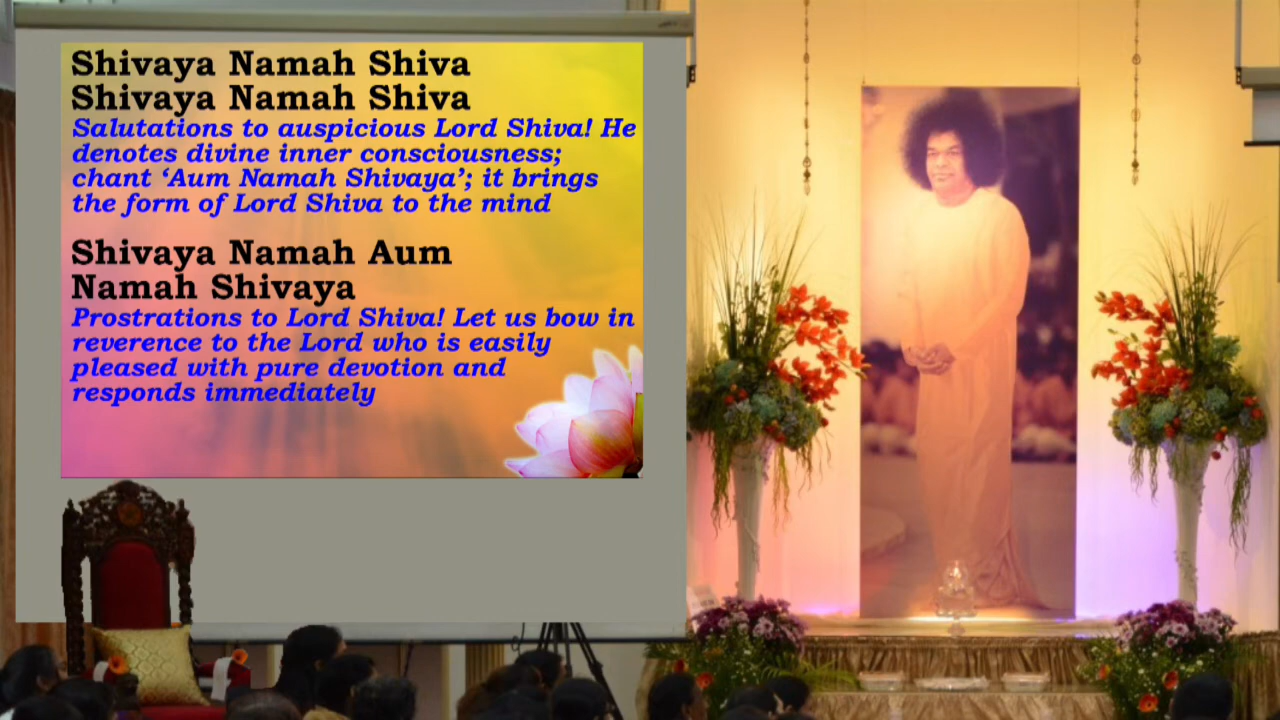 Shivaya Namah Shiva
Shivaya Namah Shiva
Salutations to auspicious Lord Shiva! He
denotes divine inner consciousness;
chant ‘Aum Namah Shivaya’; it brings
the form of Lord Shiva to the mind
Shivaya Namah Aum
Namah Shivaya
Prostrations to Lord Shiva! Let us bow in
reverence to the Lord who is easily
pleased with pure devotion and
responds immediately